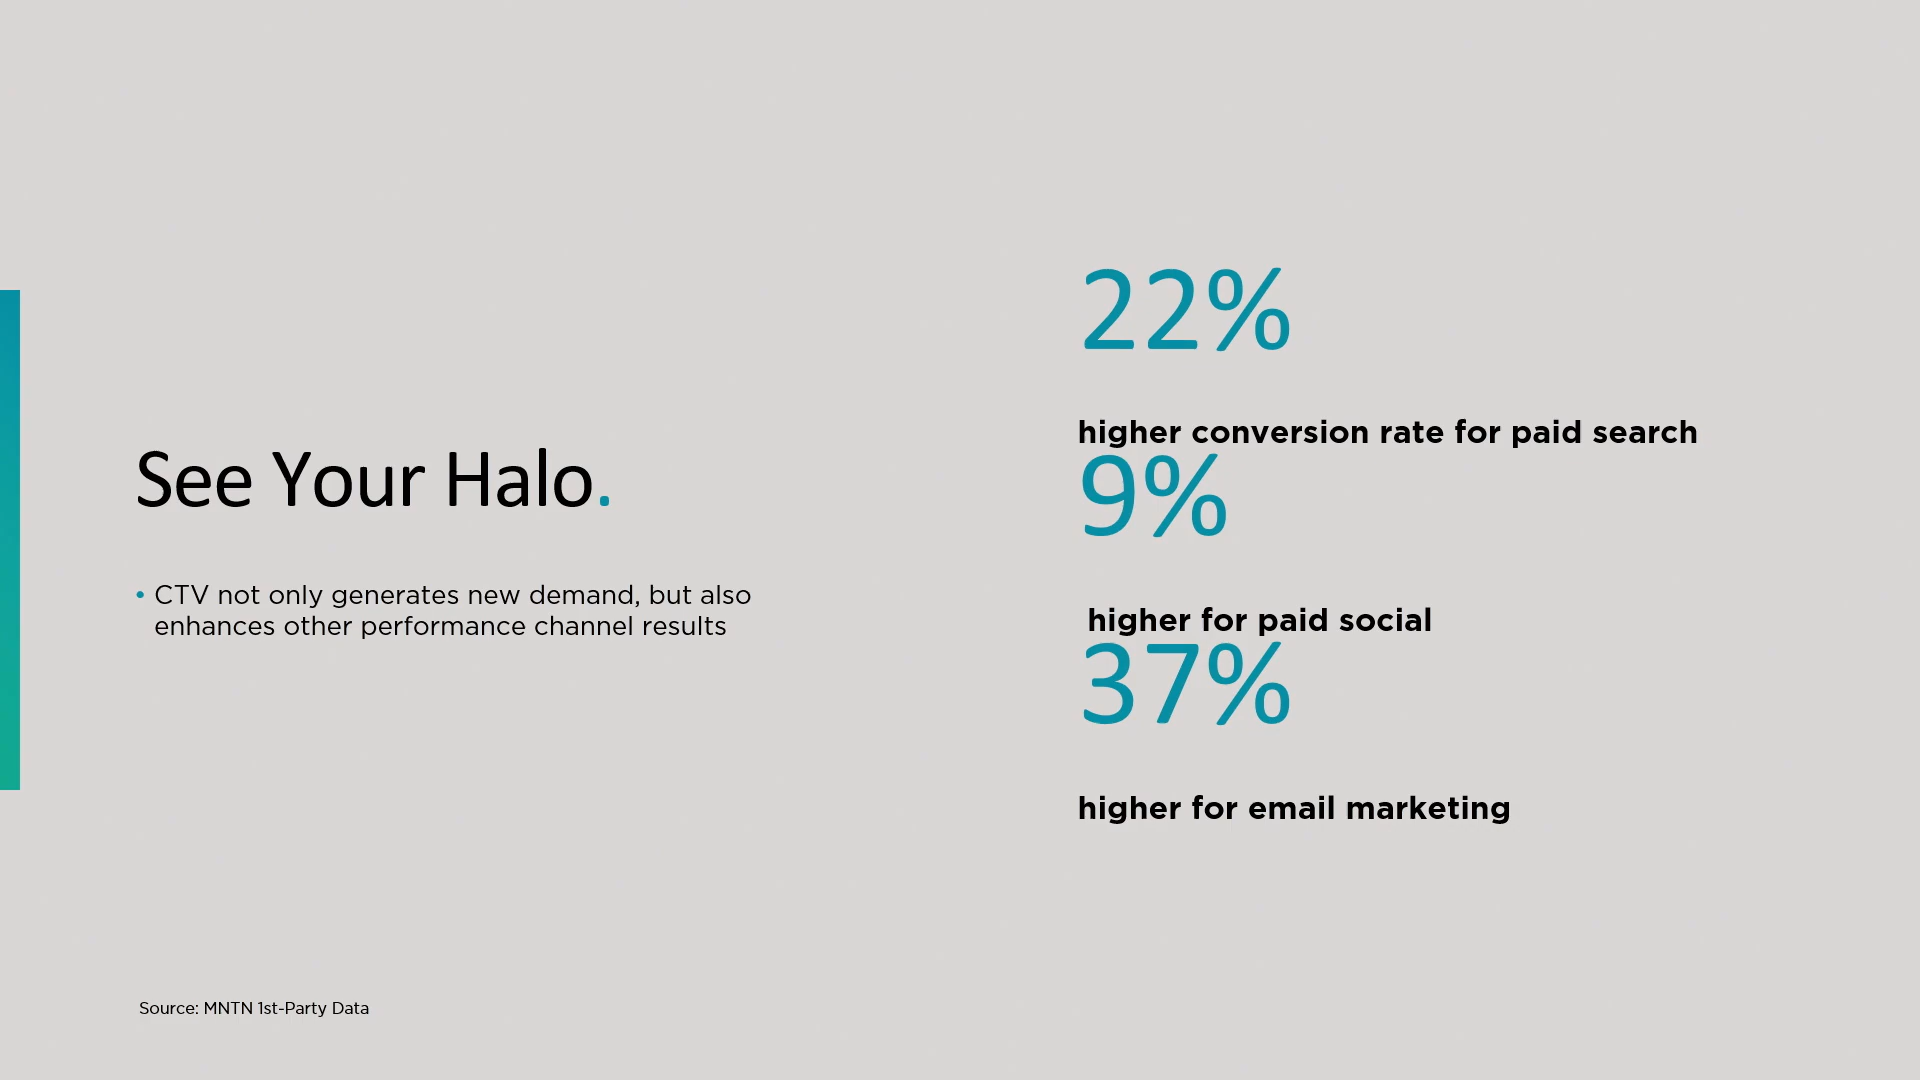 See Your Halo.
• CTV not only generates new demand, but also
enhances other performance channel results
22%
higher conversion rate for paid search
9%
higher for paid social
37%
higher for email marketing
Source: MNTN 1st-Party Data